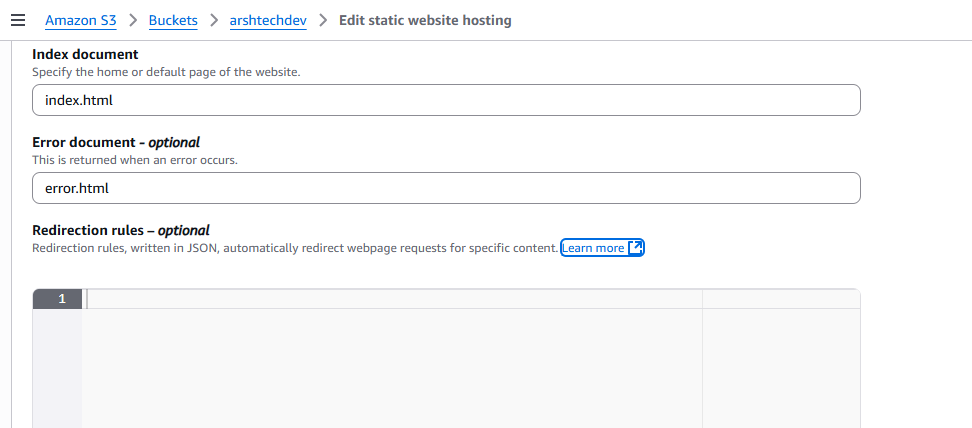 Amazon S3 > Buckets > arshtechdev > Edit static website hosting
Index document
Specify the home or default page of the website.
index.html
Error document - optional
This is returned when an error occurs.
error.html
Redirection rules – optional
Redirection rules, written in JSON, automatically redirect webpage requests for specific content. Learn more
1